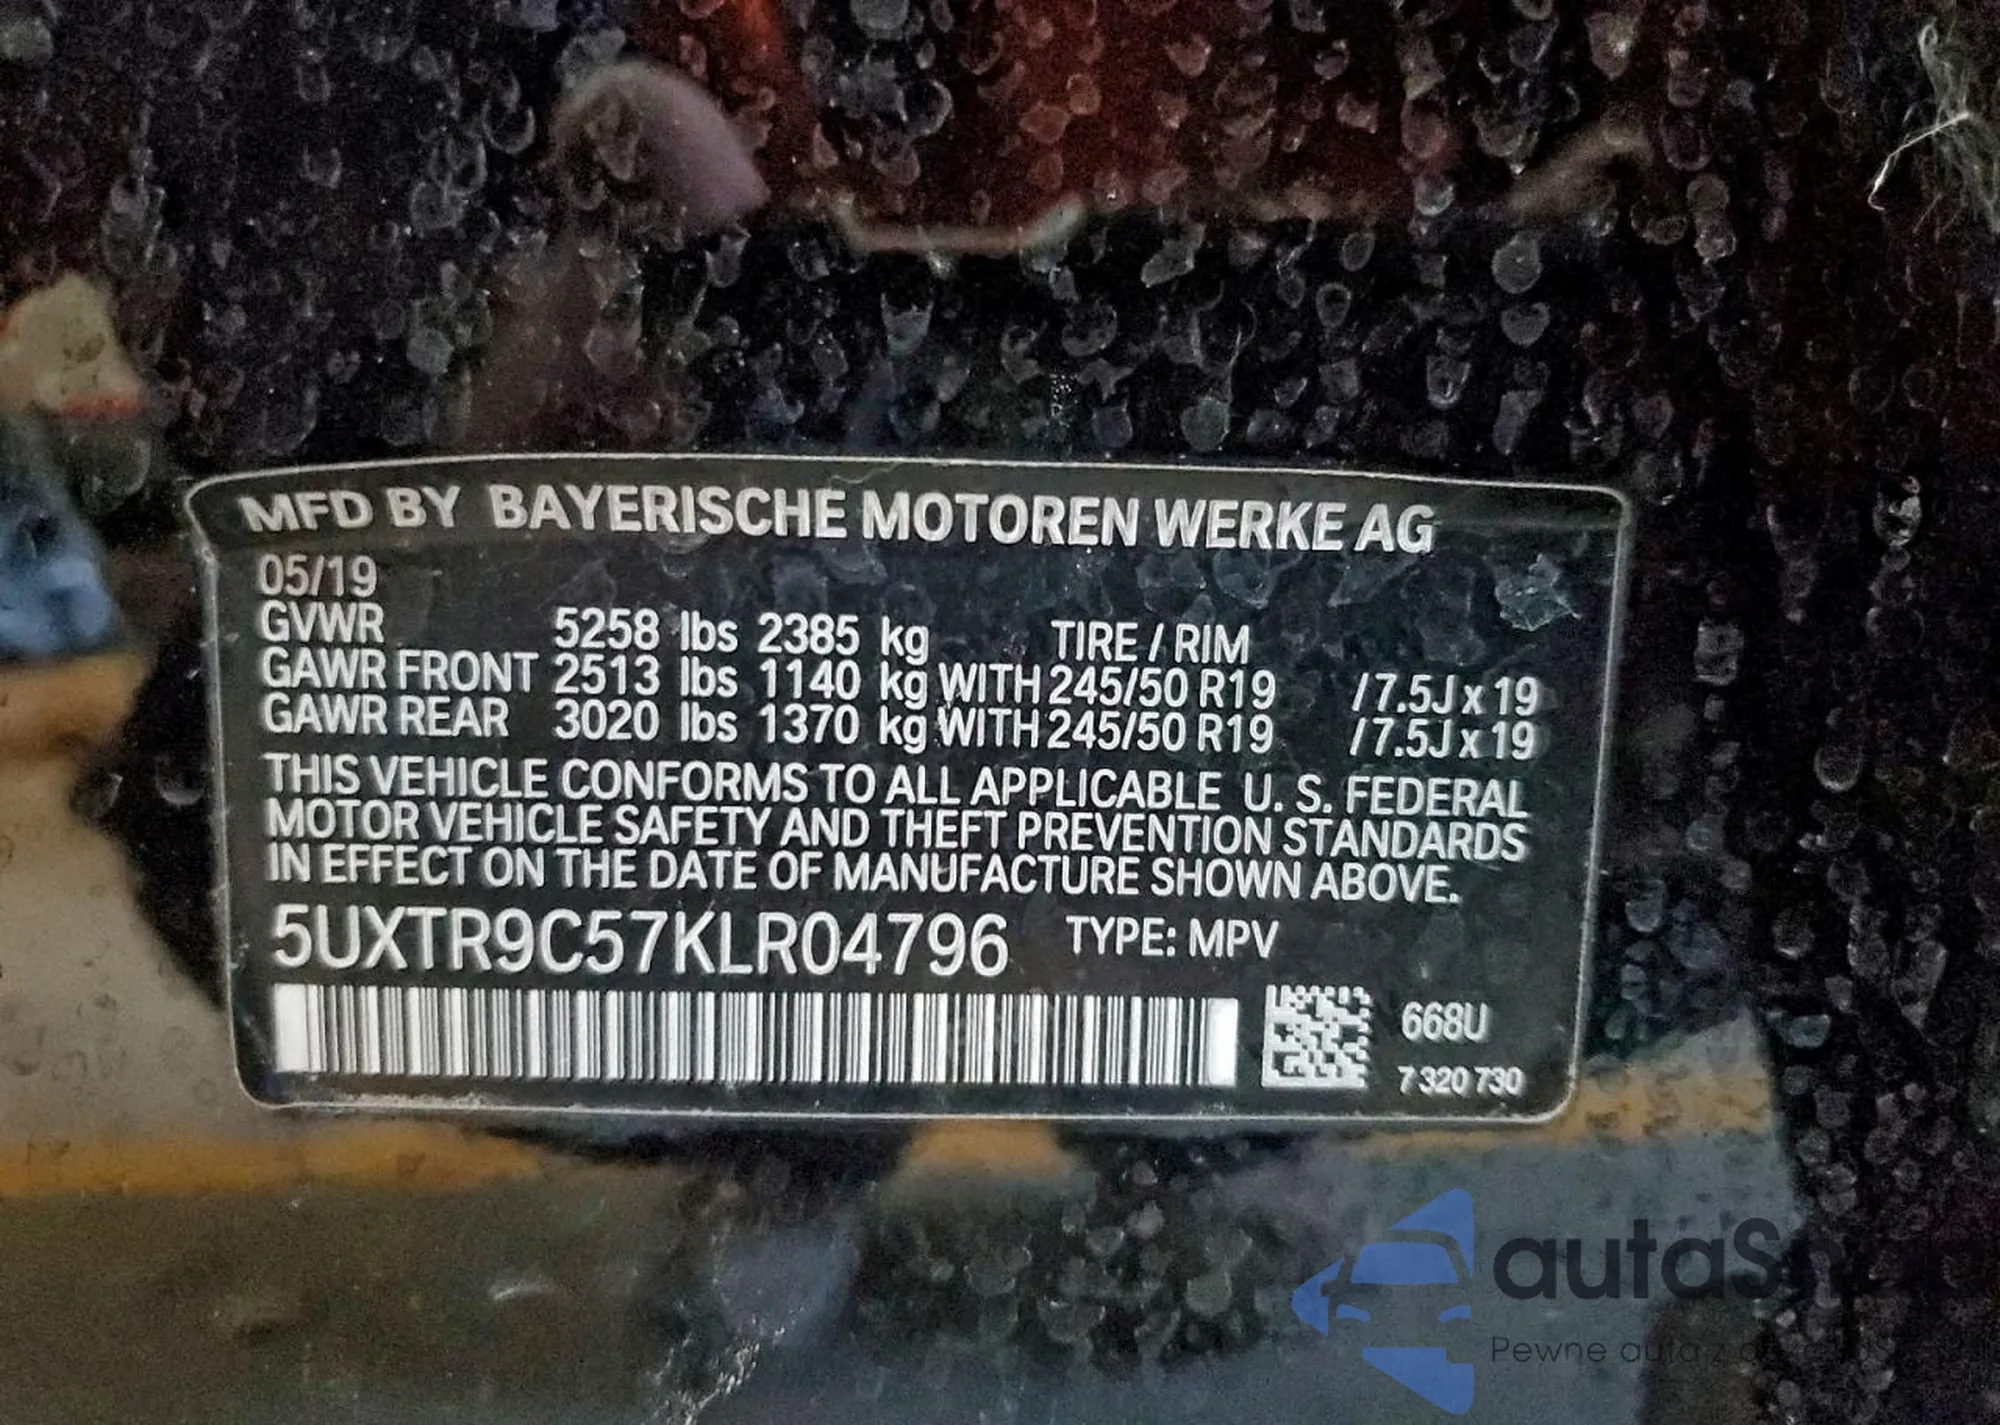 MFD BY BAYERISCHE MOTOREN WERKE AG
05/19
GVWR 5258 lbs 2385 kg TIRE / RIM
GAWR FRONT 2513 lbs 1140 kg WITH 245/50 R19 /7.5J x 19
GAWR REAR 3020 lbs 1370 kg WITH 245/50 R19 /7.5J x 19
THIS VEHICLE CONFORMS TO ALL APPLICABLE U. S. FEDERAL
MOTOR VEHICLE SAFETY AND THEFT PREVENTION STANDARDS
IN EFFECT ON THE DATE OF MANUFACTURE SHOWN ABOVE.
5UXTR9C57KLR04796 TYPE: MPV
668U
7 320 730
Pewne auta z